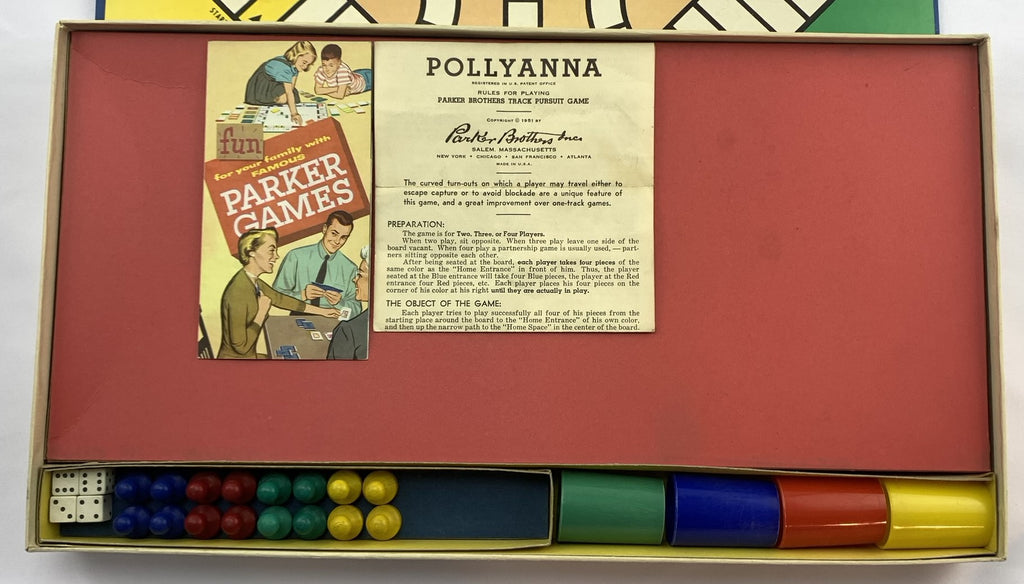 START
fun
for your family with
FAMOUS
PARKER
GAMES
POLLYANNA
REGISTERED IN U.S. PATENT OFFICE
RULES FOR PLAYING
PARKER BROTHERS TRACK PURSUIT GAME
COPYRIGHT © 1951 BY
Parker Brothers Inc.
SALEM, MASSACHUSETTS
NEW YORK • CHICAGO • SAN FRANCISCO • ATLANTA
MADE IN U.S.A.
The curved turn-outs on which a player may travel either to
escape capture or to avoid blockade are a unique feature of
this game, and a great improvement over one-track games.
PREPARATION:
The game is for Two, Three, or Four Players.
When two play, sit opposite. When three play leave one side of the
board vacant. When four play a partnership game is usually used, — part-
ners sitting opposite each other.
After being seated at the board, each player takes four pieces of the
same color as the "Home Entrance" in front of him. Thus, the player
seated at the Blue entrance will take four Blue pieces, the player at the Red
entrance four Red pieces, etc. Each player places his four pieces on the
corner of his color at his right until they are actually in play.
THE OBJECT OF THE GAME:
Each player tries to play successfully all four of his pieces from the
starting place around the board to the "Home Entrance" of his own color,
and then up the narrow path to the "Home Space" in the center of the board.